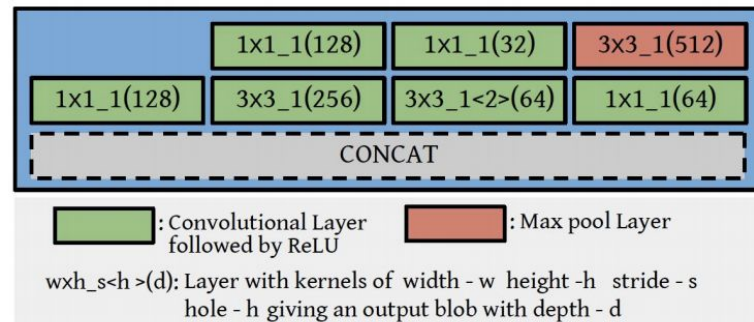 1x1_1(128) 1x1_1(32) 3x3_1(512)
1x1_1(128) 3x3_1(256) 3x3_1<2>(64) 1x1_1(64)
CONCAT
: Convolutional Layer
followed by ReLU
: Max pool Layer
wxh_s<h >(d): Layer with kernels of width - w height -h stride - s
hole - h giving an output blob with depth - d